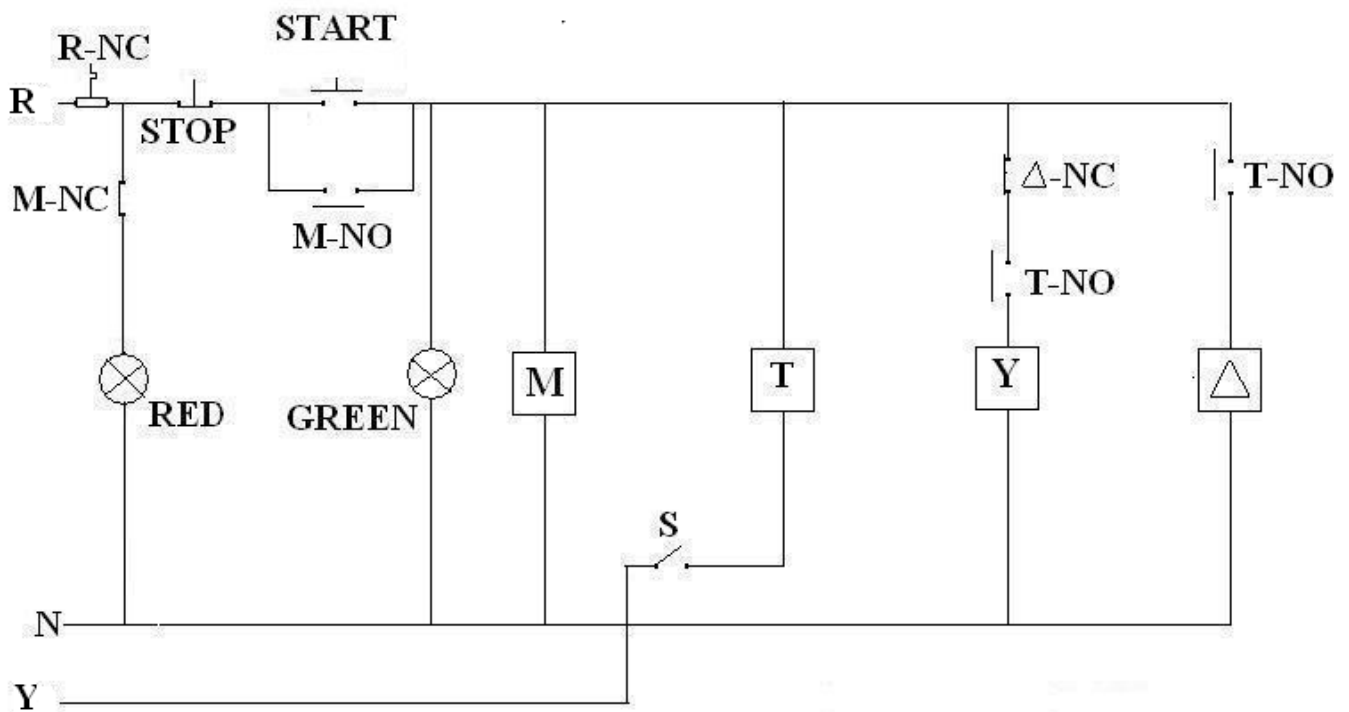 START
R-NC
R
STOP
M-NC
M-NO
△-NC
T-NO
T-NO
M
T
Y
△
RED
GREEN
S
N
Y